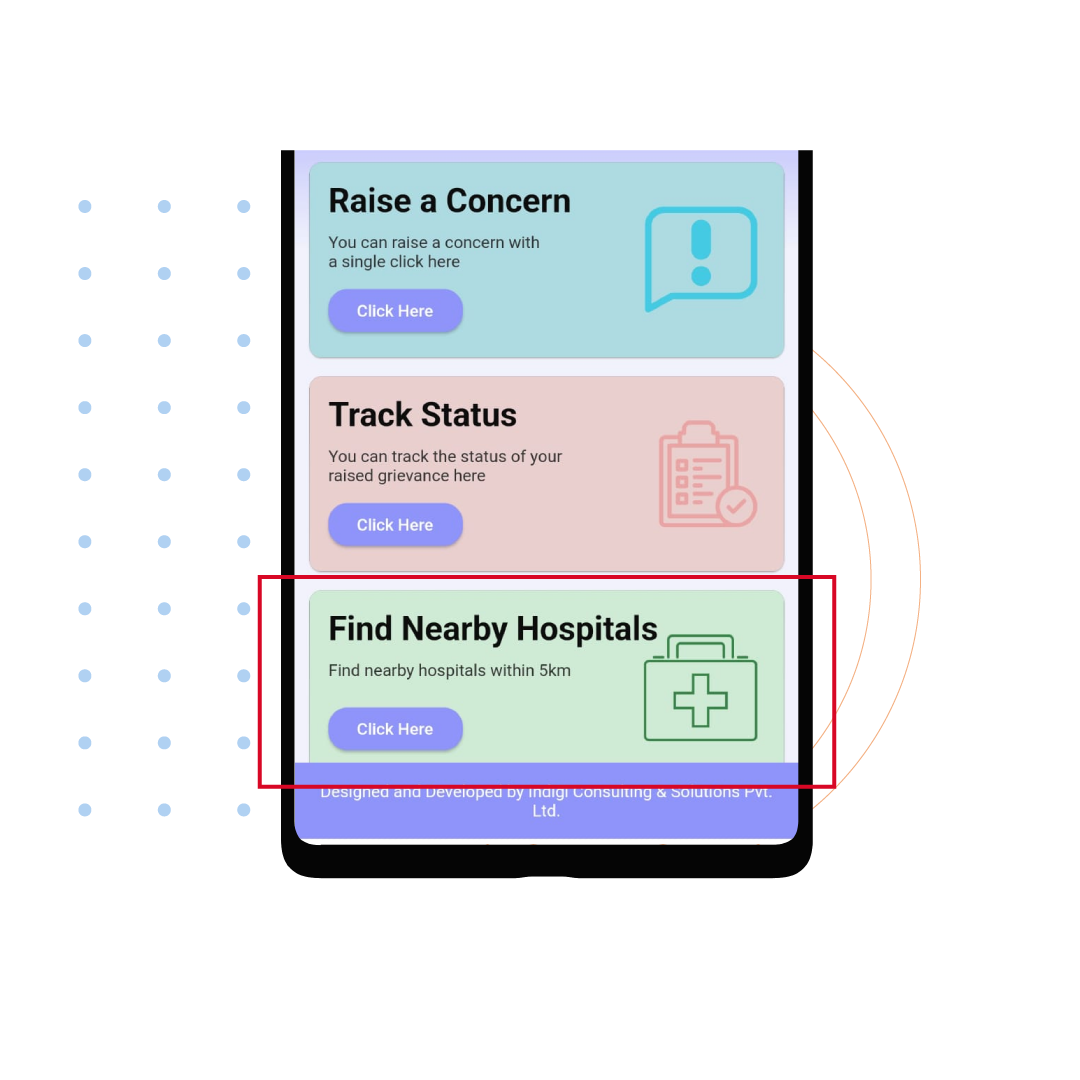 Raise a Concern
You can raise a concern with
a single click here
Click Here
Track Status
You can track the status of your
raised grievance here
Click Here
Find Nearby Hospitals
Find nearby hospitals within 5km
Click Here
Designed and Developed by Indigi Consulting & Solutions Pvt.
Ltd.